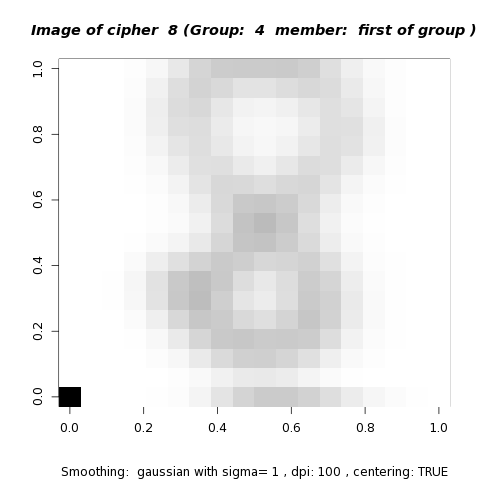 Image of cipher  8 (Group:  4  member:  first of group )
1.0
0.8
0.6
0.4
0.2
0.0
0.0 0.2 0.4 0.6 0.8 1.0
Smoothing:  gaussian with sigma= 1 , dpi: 100 , centering: TRUE